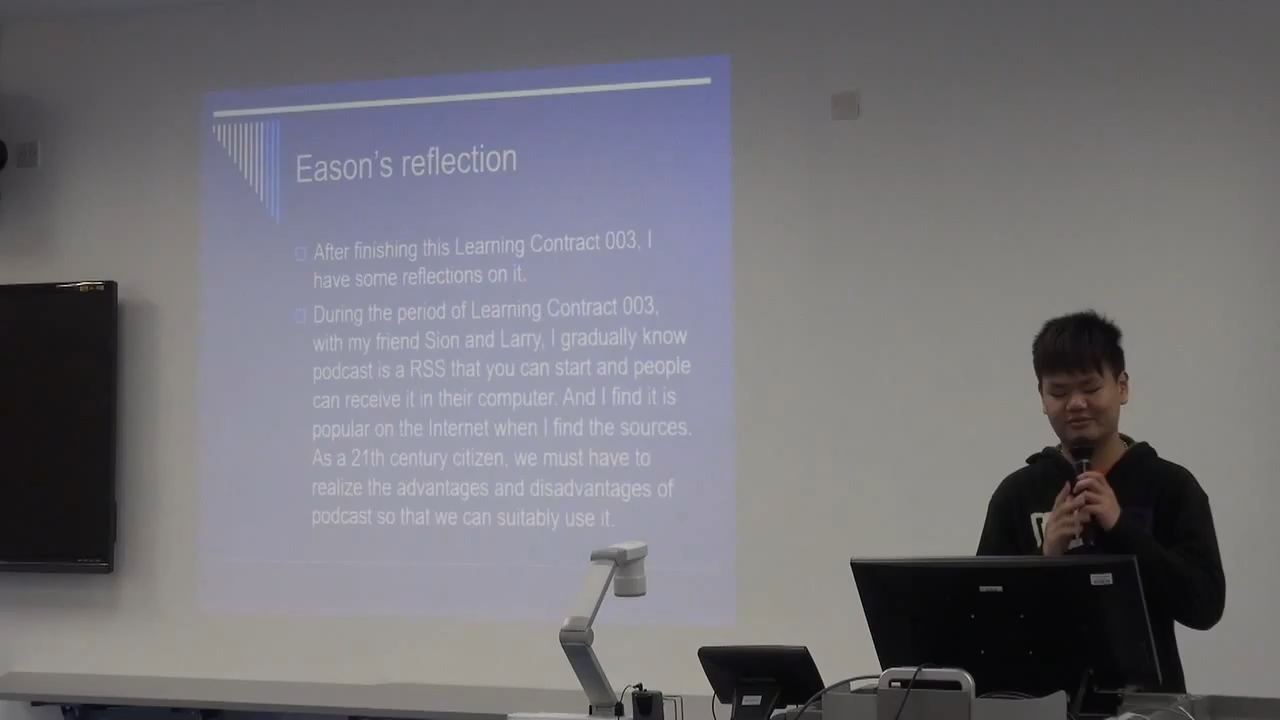 Eason's reflection
After finishing this Learning Contract 003, I
have some reflections on it.
During the period of Learning Contract 003,
with my friend Sion and Larry, I gradually know
podcast is a RSS that you can start and people
can receive it in their computer. And I find it is
popular on the Internet when I find the sources.
As a 21th century citizen, we must have to
realize the advantages and disadvantages of
podcast so that we can suitably use it.